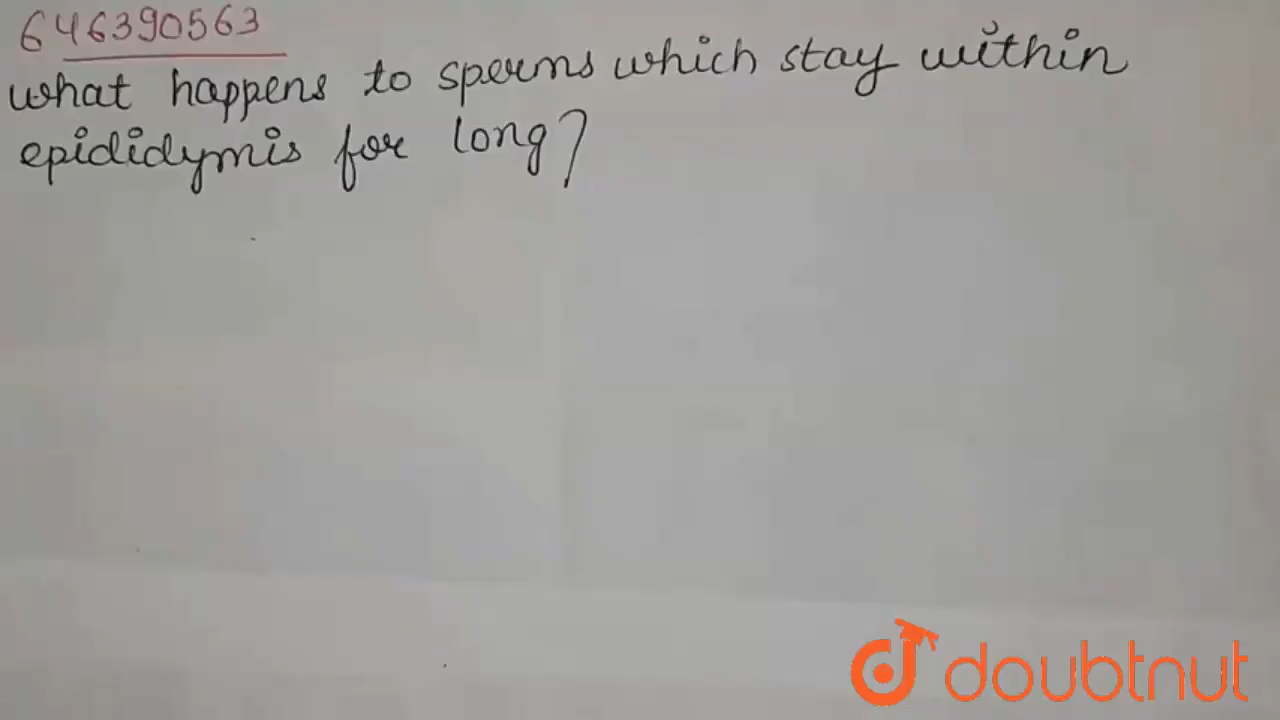 646390563
what happens to sperms which stay within
epididymis for long?
doubtnut